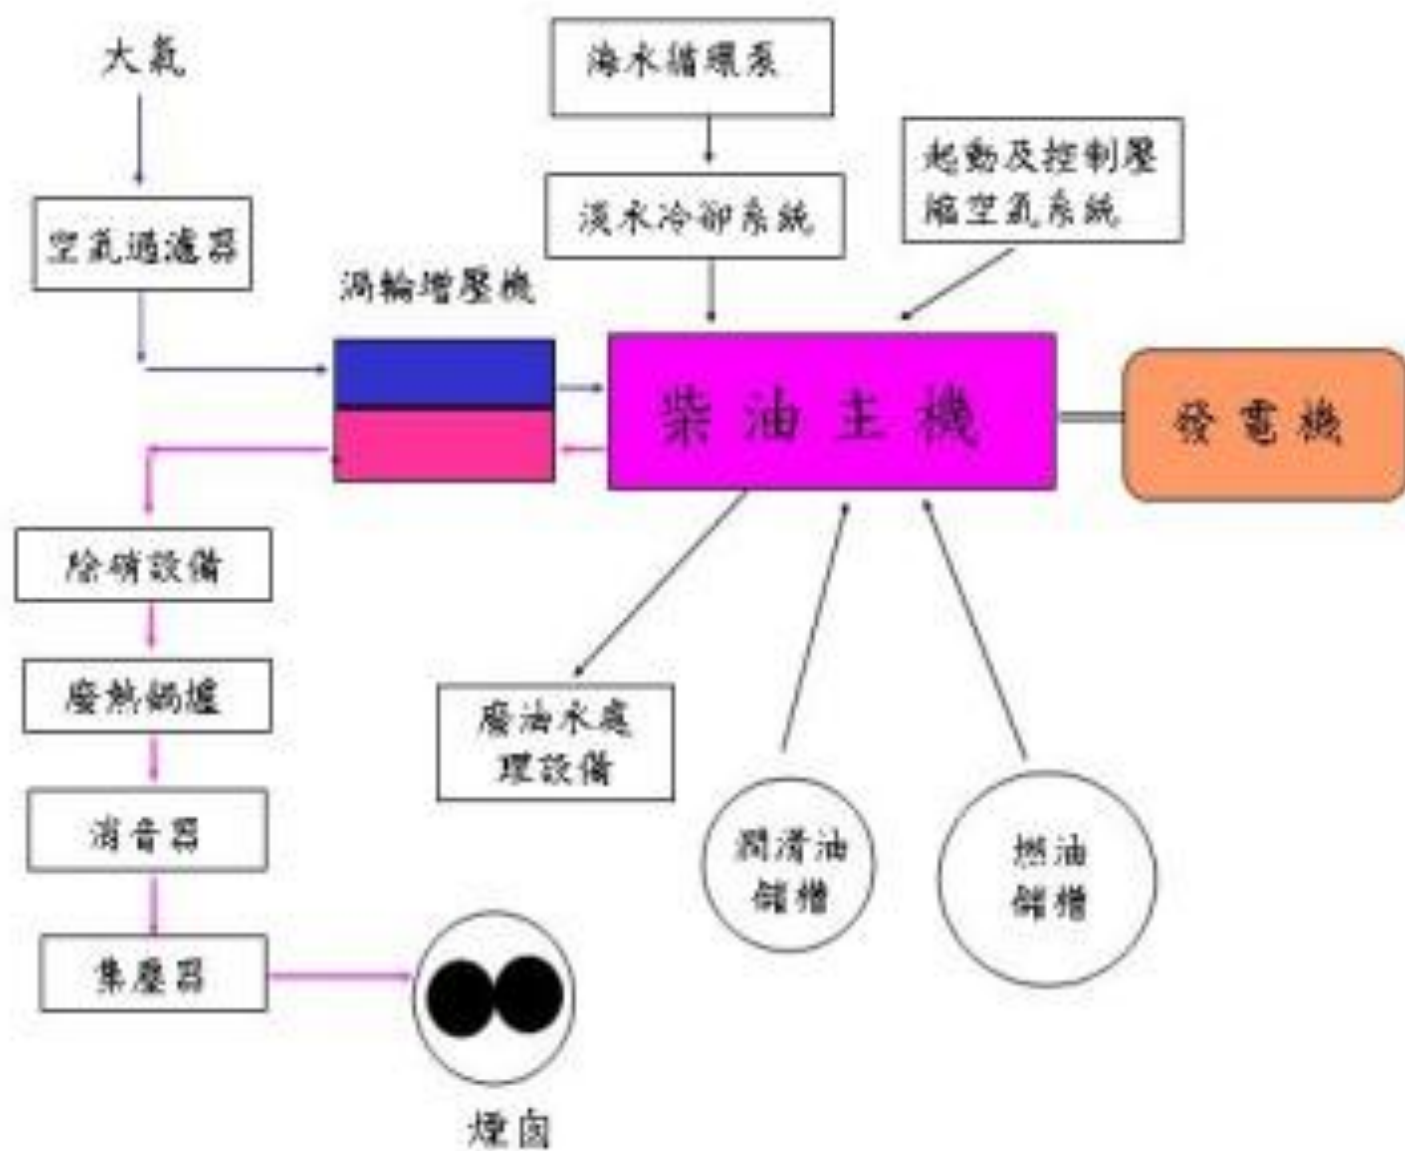 大氣
海水循環泵
起動及控制壓
縮空氣系統
淡水冷卻系統
空氣過濾器
渦輪增壓機
柴油主機
發電機
除硝設備
廢熱鍋爐
廢油水處
理設備
消音器
潤滑油
儲槽
燃油
儲槽
集塵器
煙囪